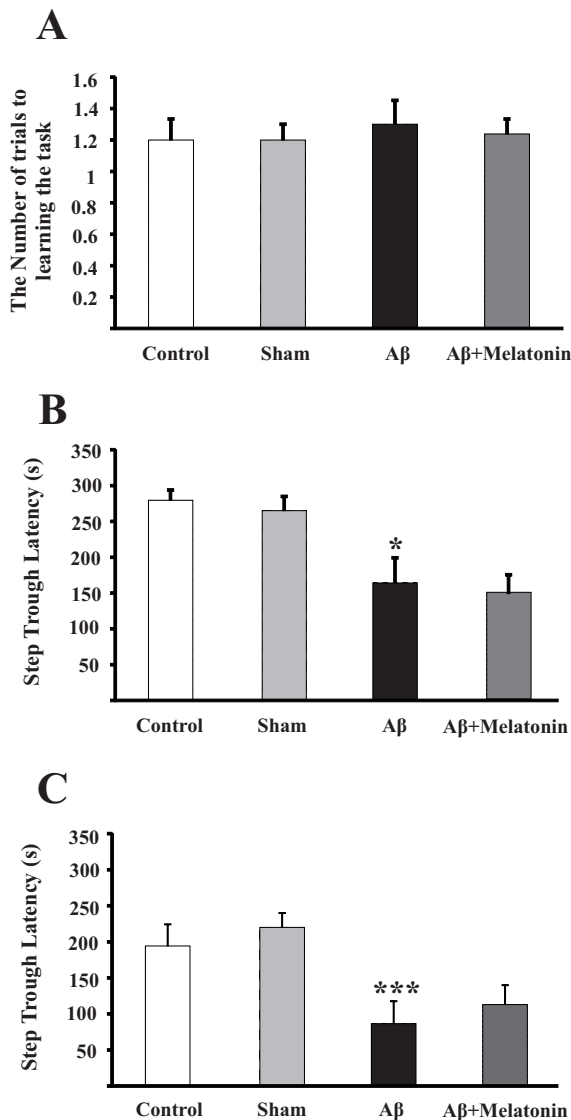 A
The Number of trials to
learning the task
1.6
1.4
1.2
1
0.8
0.6
0.4
0.2
Control Sham Aβ Aβ+Melatonin
B
Step Trough Latency (s)
350
300
250
200
150
100
50
*
Control Sham Aβ Aβ+Melatonin
C
Step Trough Latency (s)
350
300
250
200
150
100
50
***
Control Sham Aβ Aβ+Melatonin